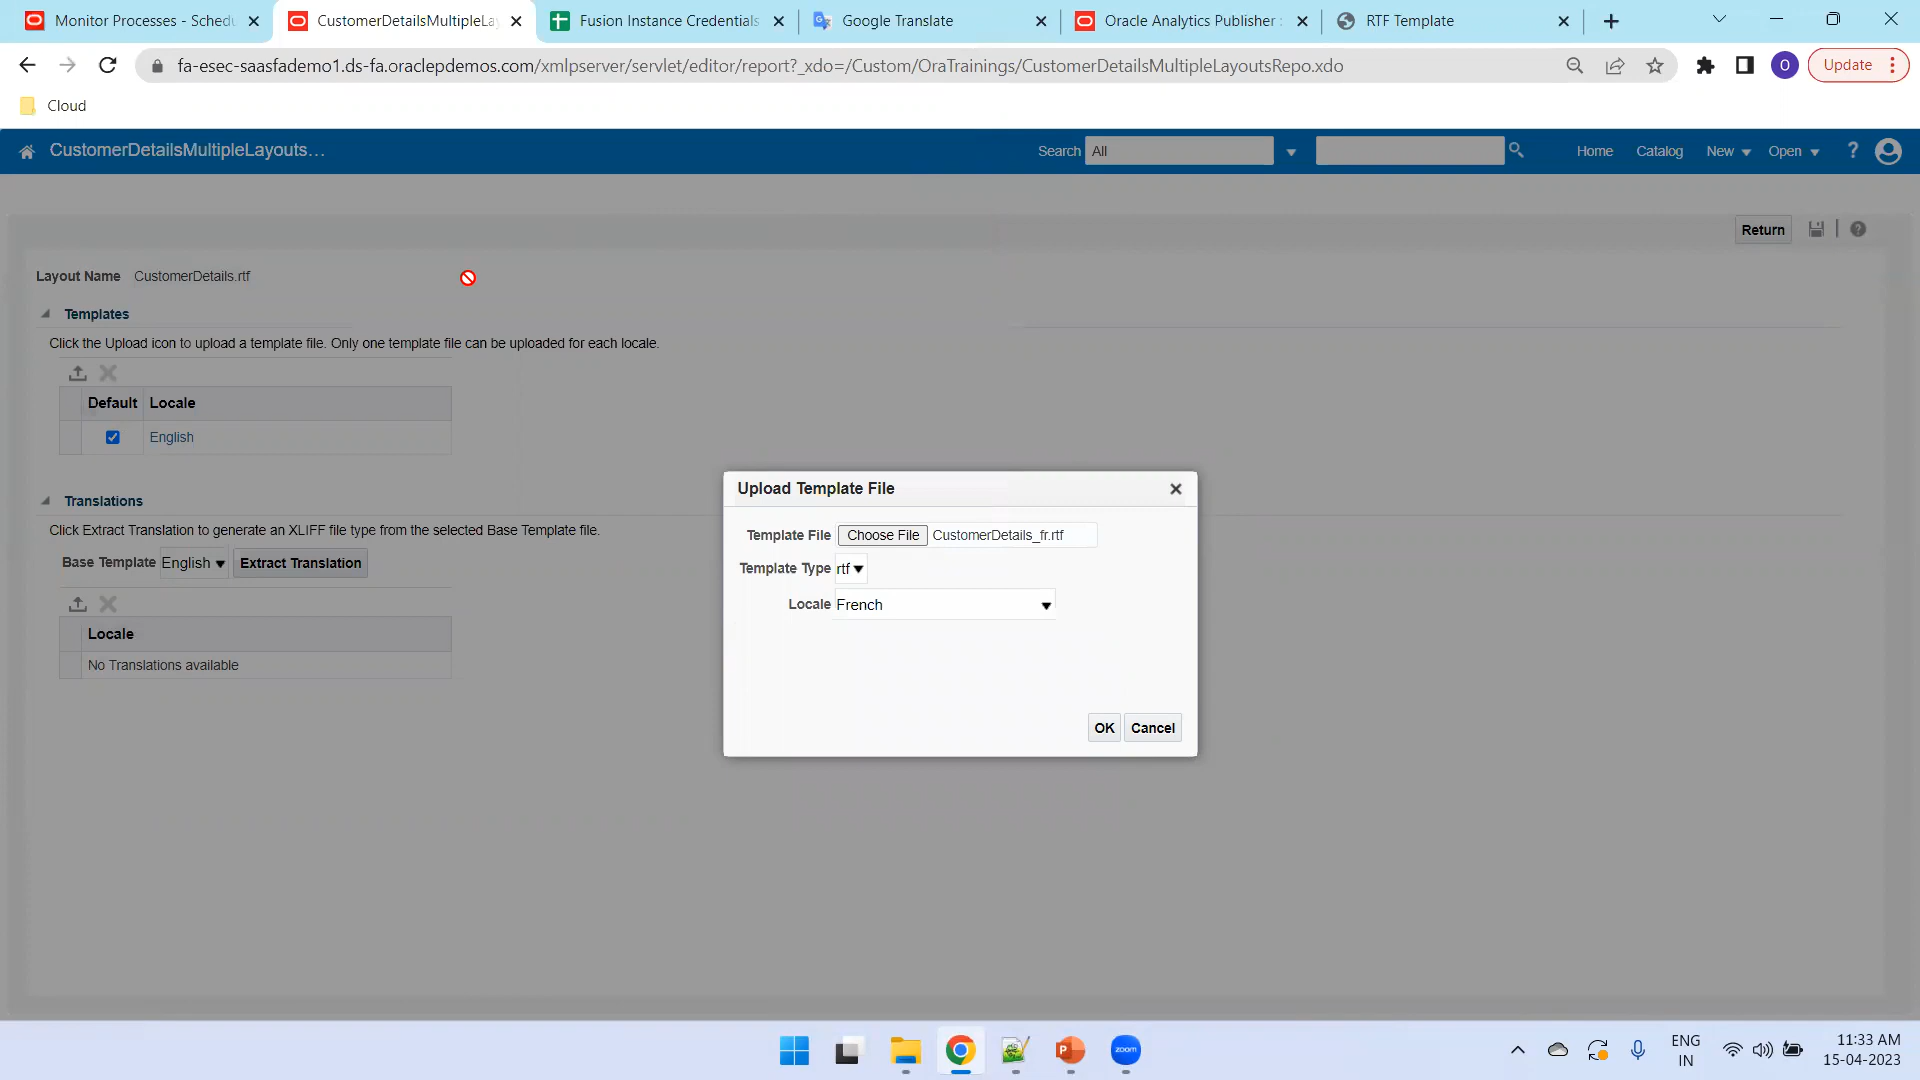 Monitor Processes - Schedu
CustomerDetailsMultipleLay
Fusion Instance Credentials
Google Translate
Oracle Analytics Publisher :
RTF Template
fa-esec-saasfademo1.ds-fa.oraclepdemos.com/xmlpserver/servlet/editor/report?_xdo=/Custom/OraTrainings/CustomerDetailsMultipleLayoutsRepo.xdo
O
Update
Cloud
CustomerDetailsMultipleLayouts...
Search All
Home Catalog New Open ?
Return
Layout Name CustomerDetails.rtf
Templates
Click the Upload icon to upload a template file. Only one template file can be uploaded for each locale.
Default Locale
English
Translations
Click Extract Translation to generate an XLIFF file type from the selected Base Template file.
Base Template English Extract Translation
Locale
No Translations available
Upload Template File
Template File Choose File CustomerDetails_fr.rtf
Template Type rtf
Locale French
OK Cancel
zoom
ENG
IN
11:33 AM
15-04-2023